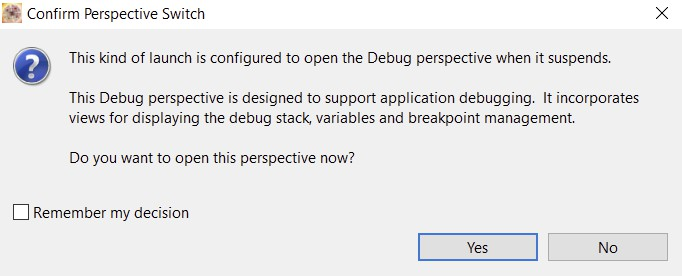 Confirm Perspective Switch
This kind of launch is configured to open the Debug perspective when it suspends.
This Debug perspective is designed to support application debugging.  It incorporates
views for displaying the debug stack, variables and breakpoint management.
Do you want to open this perspective now?
Remember my decision
Yes
No